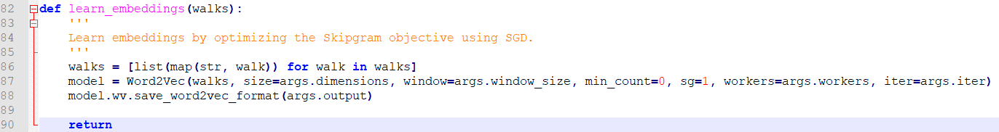 82 def learn_embeddings(walks):
83     '''
84     Learn embeddings by optimizing the Skipgram objective using SGD.
85     '''
86     walks = [list(map(str, walk)) for walk in walks]
87     model = Word2Vec(walks, size=args.dimensions, window=args.window_size, min_count=0, sg=1, workers=args.workers, iter=args.iter)
88     model.wv.save_word2vec_format(args.output)
89
90     return